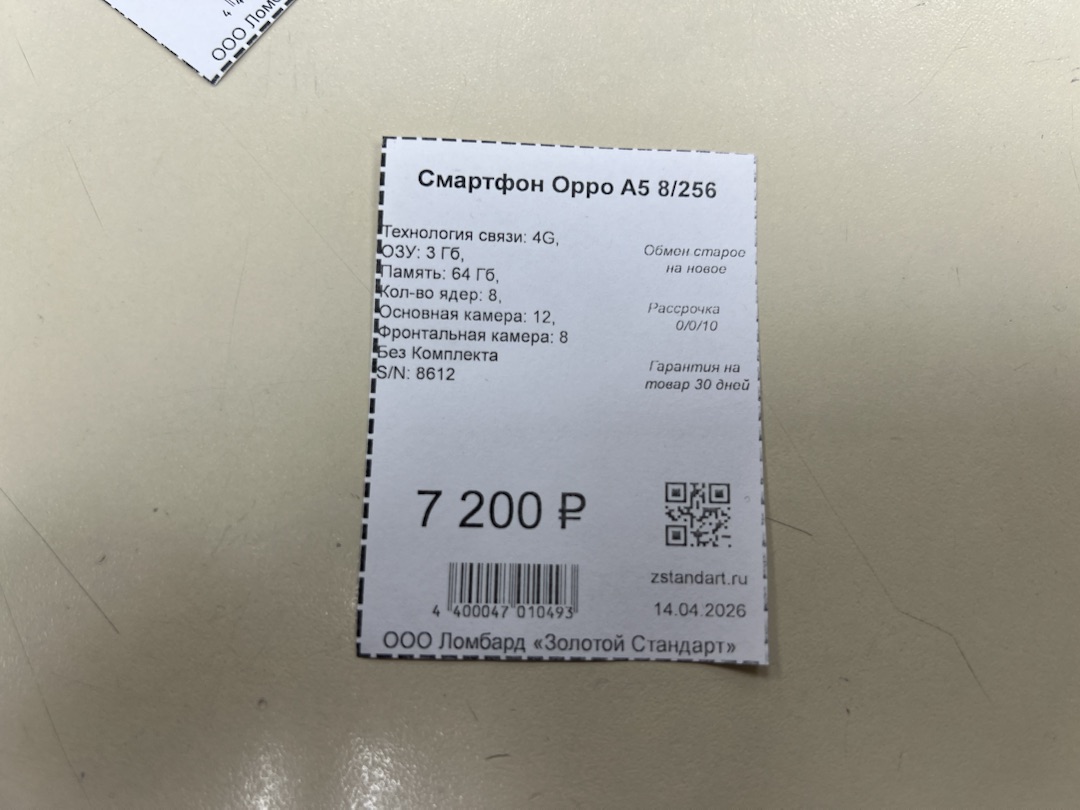 ООО Ломб
Смартфон Oppo A5 8/256
Технология связи: 4G,
ОЗУ: 3 Гб,
Память: 64 Гб,
Кол-во ядер: 8,
Основная камера: 12,
Фронтальная камера: 8
Без Комплекта
S/N: 8612
Обмен старое
на новое
Рассрочка
0/0/10
Гарантия на
товар 30 дней
7 200 ₽
4 400047 010493
zstandart.ru
14.04.2026
ООО Ломбард «Золотой Стандарт»